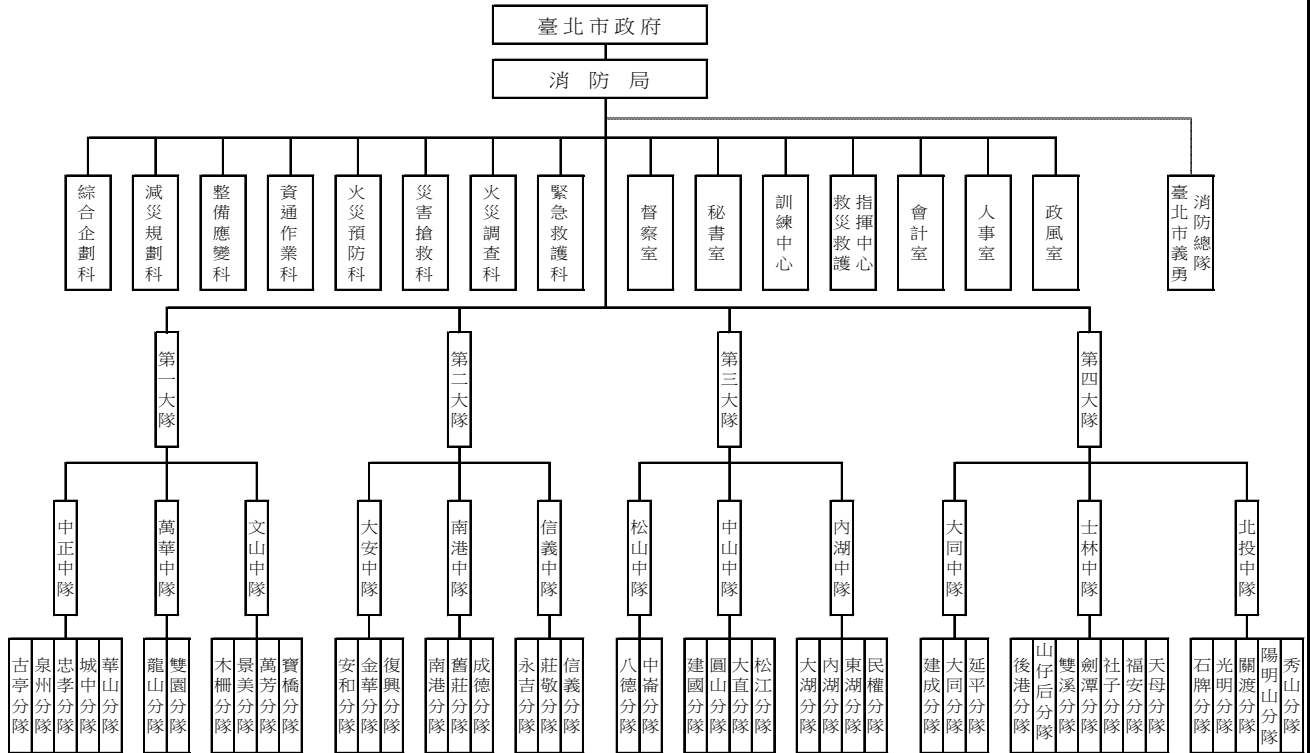 臺北市政府
消防局
綜合企劃科
減災規劃科
整備應變科
資通作業科
火災預防科
災害搶救科
火災調查科
緊急救護科
督察室
秘書室
訓練中心
救災救護
指揮中心
會計室
人事室
政風室
臺北市義勇
消防總隊
第一大隊
第二大隊
第三大隊
第四大隊
中正中隊
萬華中隊
文山中隊
大安中隊
南港中隊
信義中隊
松山中隊
中山中隊
內湖中隊
大同中隊
士林中隊
北投中隊
古亭分隊
泉州分隊
忠孝分隊
城中分隊
華山分隊
龍山分隊
雙園分隊
木柵分隊
景美分隊
萬芳分隊
寶橋分隊
安和分隊
金華分隊
復興分隊
南港分隊
舊莊分隊
成德分隊
永吉分隊
莊敬分隊
信義分隊
八德分隊
中崙分隊
建國分隊
圓山分隊
大直分隊
松江分隊
大湖分隊
內湖分隊
東湖分隊
民權分隊
建成分隊
大同分隊
延平分隊
後港分隊
山仔后分隊
雙溪分隊
劍潭分隊
社子分隊
福安分隊
天母分隊
石牌分隊
光明分隊
關渡分隊
陽明山分隊
秀山分隊